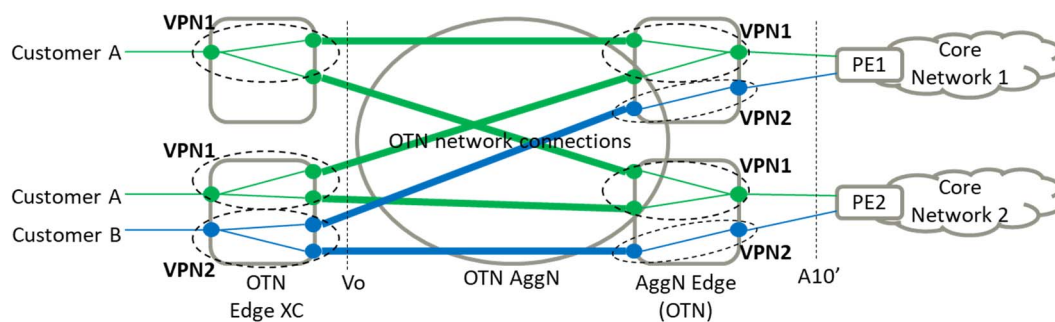 VPN1
VPN1
Customer A
PE1
Core
Network 1
VPN2
OTN network connections
VPN1
VPN1
Customer A
PE2
Core
Network 2
Customer B
VPN2
VPN2
OTN
Edge XC
Vo
OTN AggN
AggN Edge
(OTN)
A10’